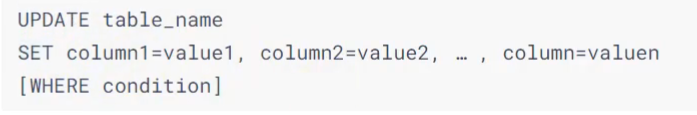 UPDATE table_name
SET column1=value1, column2=value2, … , column=valuen
[WHERE condition]